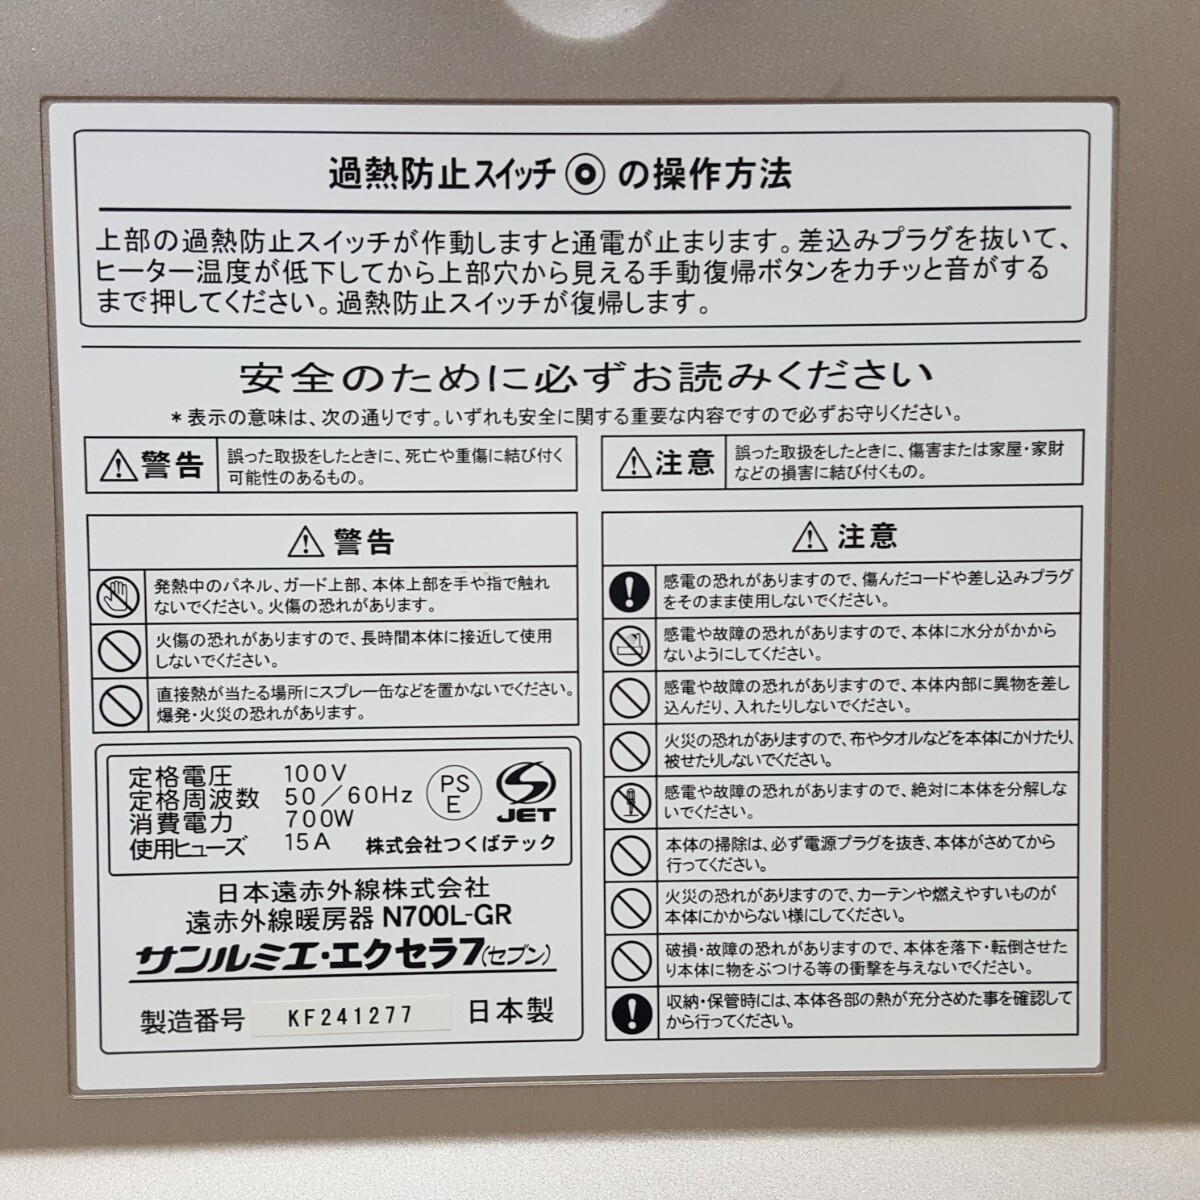 過熱防止スイッチ◎の操作方法
上部の過熱防止スイッチが作動しますと通電が止まります。差込みプラグを抜いて、
ヒーター温度が低下してから上部穴から見える手動復帰ボタンをカチッと音がする
まで押してください。過熱防止スイッチが復帰します。
安全のために必ずお読みください
*表示の意味は、次の通りです。いずれも安全に関する重要な内容ですので必ずお守りください。
警告
誤った取扱をしたときに、死亡や重傷に結び付く
可能性のあるもの。
注意
誤った取扱をしたときに、傷害または家屋・家財
などの損害に結び付くもの。
警告
発熱中のパネル、ガード上部、本体上部を手や指で触れ
ないでください。火傷の恐れがあります。
火傷の恐れがありますので、長時間本体に接近して使用
しないでください。
直接熱が当たる場所にスプレー缶などを置かないでください。
爆発・火災の恐れがあります。
定格電圧 100V
定格周波数 50/60Hz
消費電力 700W
使用ヒューズ 15A
PS
E
JET
株式会社つくばテック
日本遠赤外線株式会社
遠赤外線暖房器 N700L-GR
サンルミエ・エクセラ7(セブン)
製造番号 KF241277 日本製
注意
感電の恐れがありますので、傷んだコードや差し込みプラグ
をそのまま使用しないでください。
感電や故障の恐れがありますので、本体に水分がかから
ないようにしてください。
感電や故障の恐れがありますので、本体内部に異物を差し
込んだり、入れたりしないでください。
火災の恐れがありますので、布やタオルなどを本体にかけたり、
被せたりしないでください。
感電や故障の恐れがありますので、絶対に本体を分解しな
いでください。
本体の掃除は、必ず電源プラグを抜き、本体がさめてから
行ってください。
火災の恐れがありますので、カーテンや燃えやすいものが
本体にかからない様にしてください。
破損・故障の恐れがありますので、本体を落下・転倒させた
り本体に物をぶつける等の衝撃を与えないでください。
収納・保管時には、本体各部の熱が充分さめた事を確認して
から行ってください。